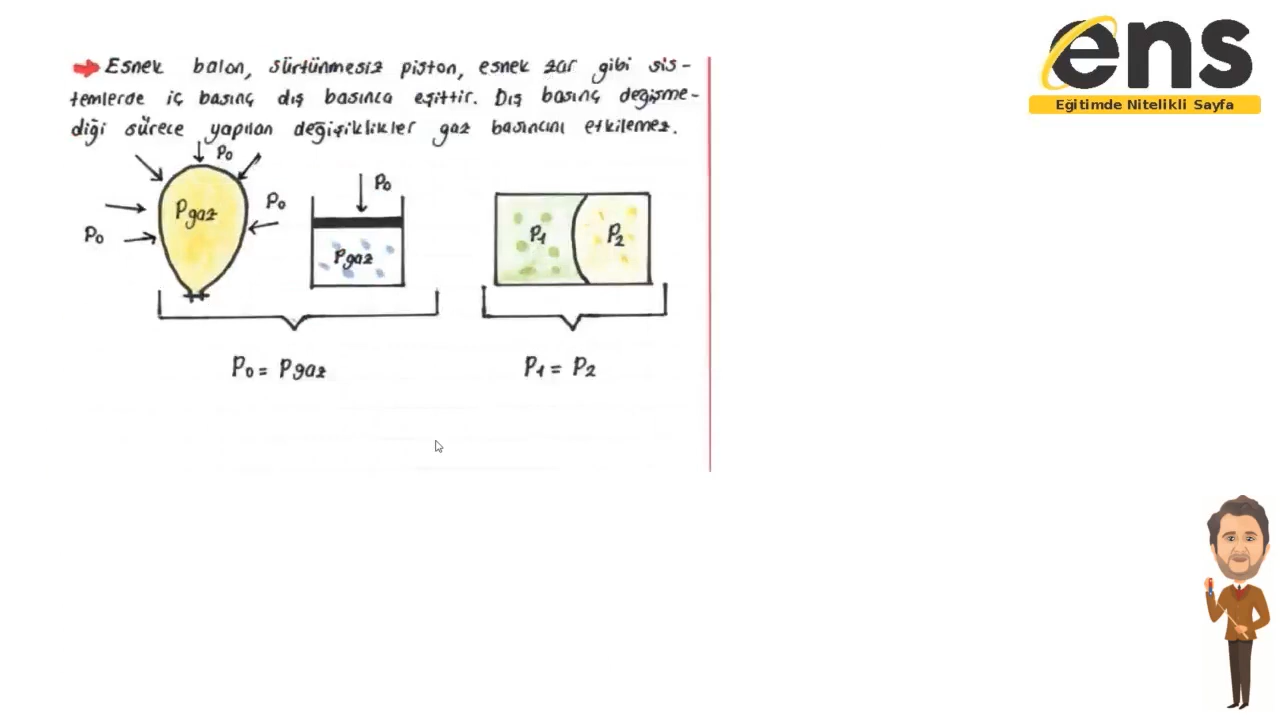 ens
Eğitimde Nitelikli Sayfa
Esnek balon, sürtünmesiz piston, esnek zar gibi sis-
temlerde iç basınç dış basınca eşittir. Dış basınç değişme-
diği sürece yapılan değişiklikler gaz basıncını etkilemez.
P0
P0
Pgaz
P0
P0
Pgaz
P1
P2
P0 = Pgaz
P1 = P2